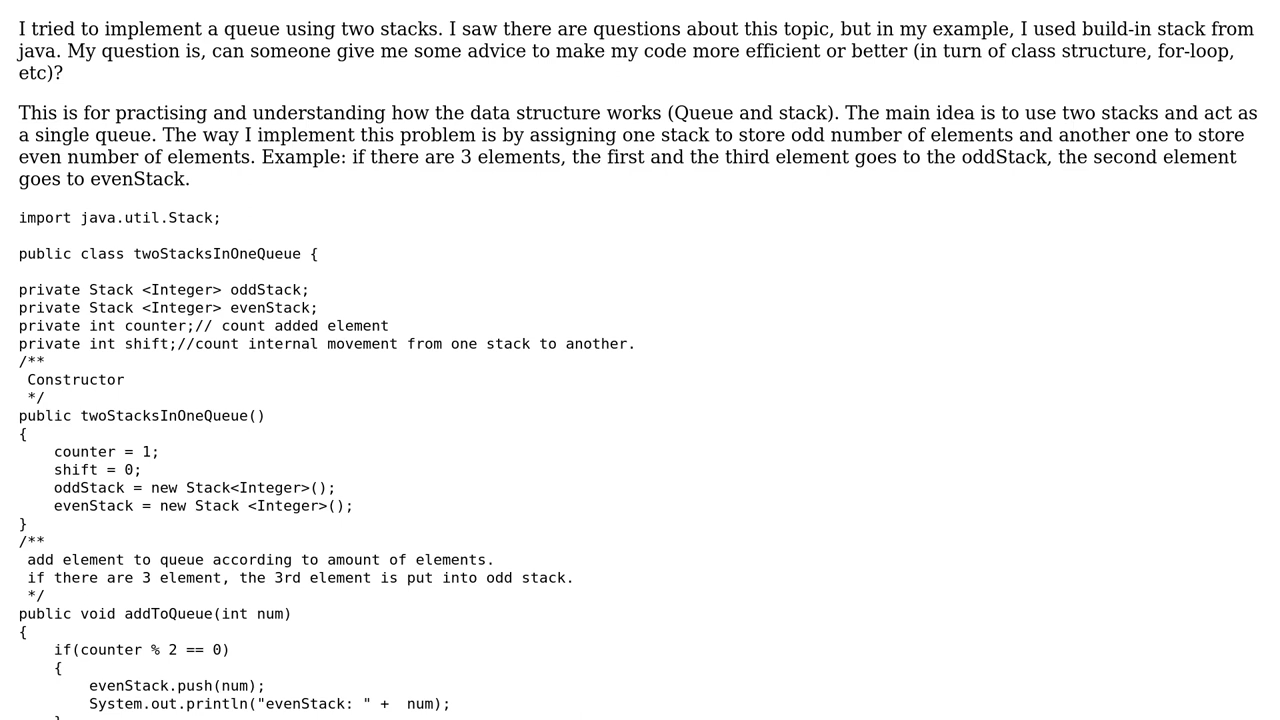 I tried to implement a queue using two stacks. I saw there are questions about this topic, but in my example, I used build-in stack from
java. My question is, can someone give me some advice to make my code more efficient or better (in turn of class structure, for-loop,
etc)?
This is for practising and understanding how the data structure works (Queue and stack). The main idea is to use two stacks and act as
a single queue. The way I implement this problem is by assigning one stack to store odd number of elements and another one to store
even number of elements. Example: if there are 3 elements, the first and the third element goes to the oddStack, the second element
goes to evenStack.
import java.util.Stack;
public class twoStacksInOneQueue {
private Stack <Integer> oddStack;
private Stack <Integer> evenStack;
private int counter;// count added element
private int shift;//count internal movement from one stack to another.
/**
 Constructor
 */
public twoStacksInOneQueue()
{
    counter = 1;
    shift = 0;
    oddStack = new Stack<Integer>();
    evenStack = new Stack <Integer>();
}
/**
 add element to queue according to amount of elements.
 if there are 3 element, the 3rd element is put into odd stack.
 */
public void addToQueue(int num)
{
    if(counter % 2 == 0)
    {
        evenStack.push(num);
        System.out.println("evenStack: " +  num);